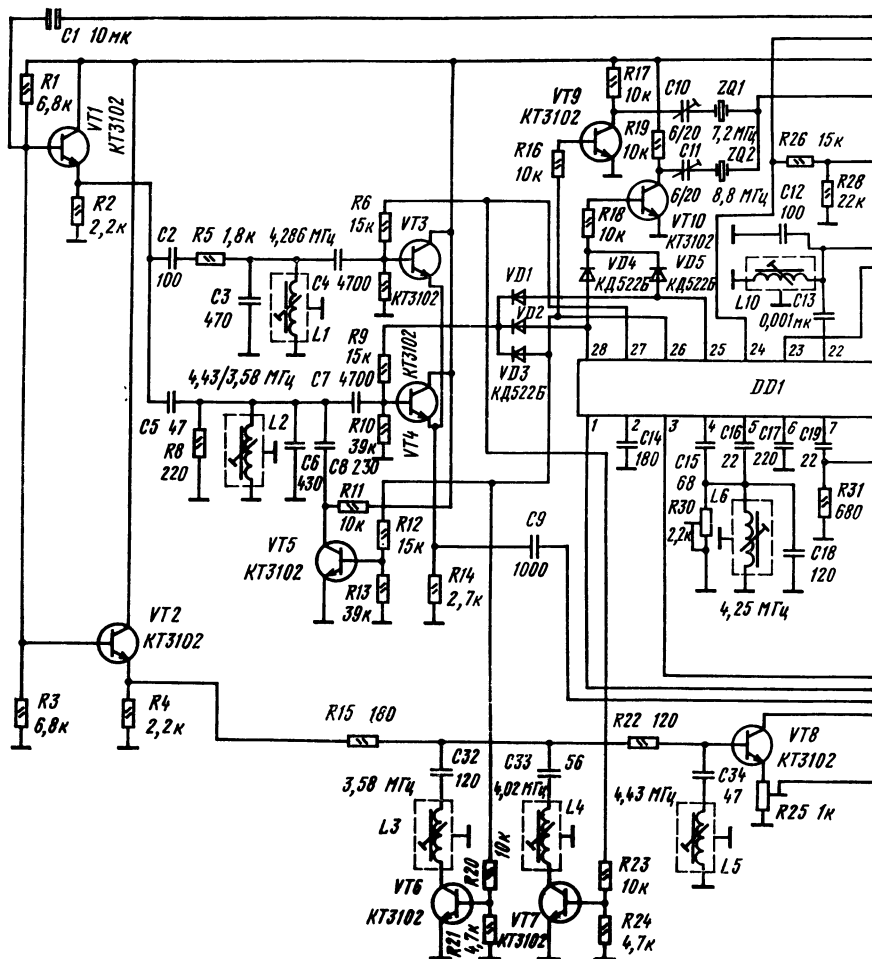 C1 10 мк
R1
6,8к
VT1
КТ3102
R2
2,2к
C2
100
R5 1,8к
4,286 МГц
C3
470
C4
4700
L1
R6
15к
VT3
КТ3102
R17
10к
VT9
КТ3102
R16
10к
C10
6/20
ZQ1
7,2 МГц
R19
10к
C11
6/20
ZQ2
8,8 МГц
R18
10к
VT10
КТ3102
R26 15к
R28
22к
C12
100
L10
C13
0,001мк
VD4
КД522Б
VD5
КД522Б
VD1
VD2
VD3
КД522Б
R9
15к
КТ3102
VT4
4,43/3,58 МГц
C7
4700
C5 47
R8
220
L2
C6
430
C8 230
R10
39к
28 27 26 25 24 23 22
DD1
1 2 3 4 5 6 7
C14
180
C15
68
C16
22
C17
220
C19
22
R11
10к
R12
15к
VT5
КТ3102
R13
39к
R14
2,7к
C9
1000
R30
2,2к
L6
4,25 МГц
C18
120
R31
680
VT2
КТ3102
R3
6,8к
R4
2,2к
R15 160
R22 120
VT8
КТ3102
C32
120
3,58 МГц
L3
C33
56
4,02МГц
L4
C34
47
4,43 МГц
L5
R25 1к
VT6
КТ3102
R20
10к
R21
4,7к
VT7
КТ3102
R23
10к
R24
4,7к